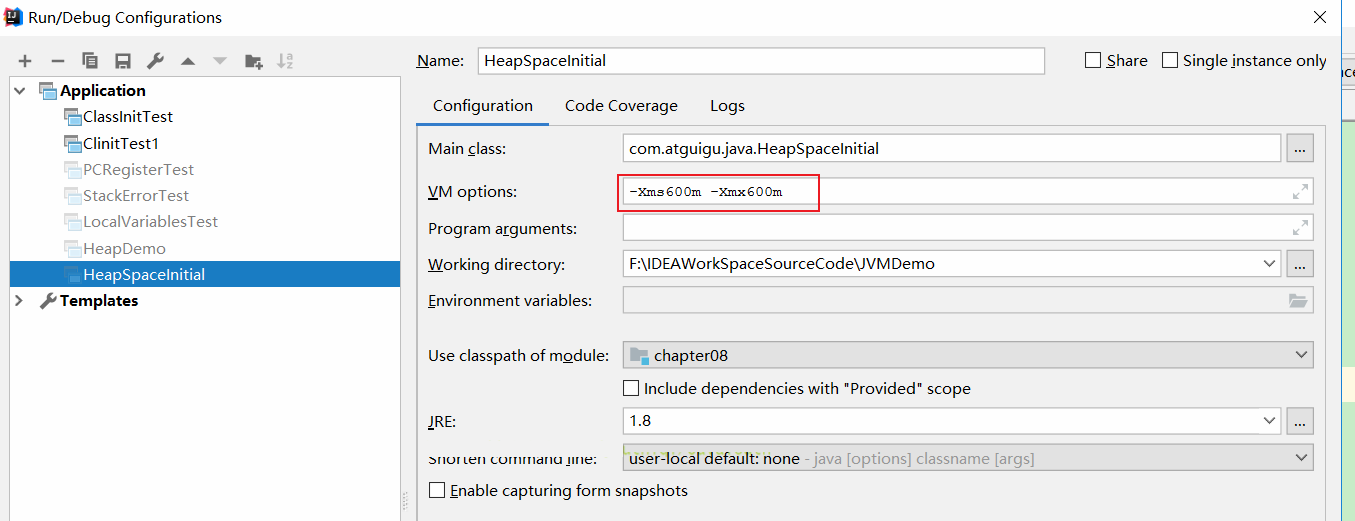 Run/Debug Configurations
Name: HeapSpaceInitial Share Single instance only
Application
ClassInitTest
ClinitTest1
PCRegisterTest
StackErrorTest
LocalVariablesTest
HeapDemo
HeapSpaceInitial
Templates
Configuration Code Coverage Logs
Main class: com.atguigu.java.HeapSpaceInitial ...
VM options: -Xms600m -Xmx600m
Program arguments:
Working directory: F:\IDEAWorkSpaceSourceCode\JVMDemo ...
Environment variables:
Use classpath of module: chapter08
Include dependencies with "Provided" scope
JRE: 1.8 ...
Shorten command line: user-local default: none - java [options] classname [args]
Enable capturing form snapshots